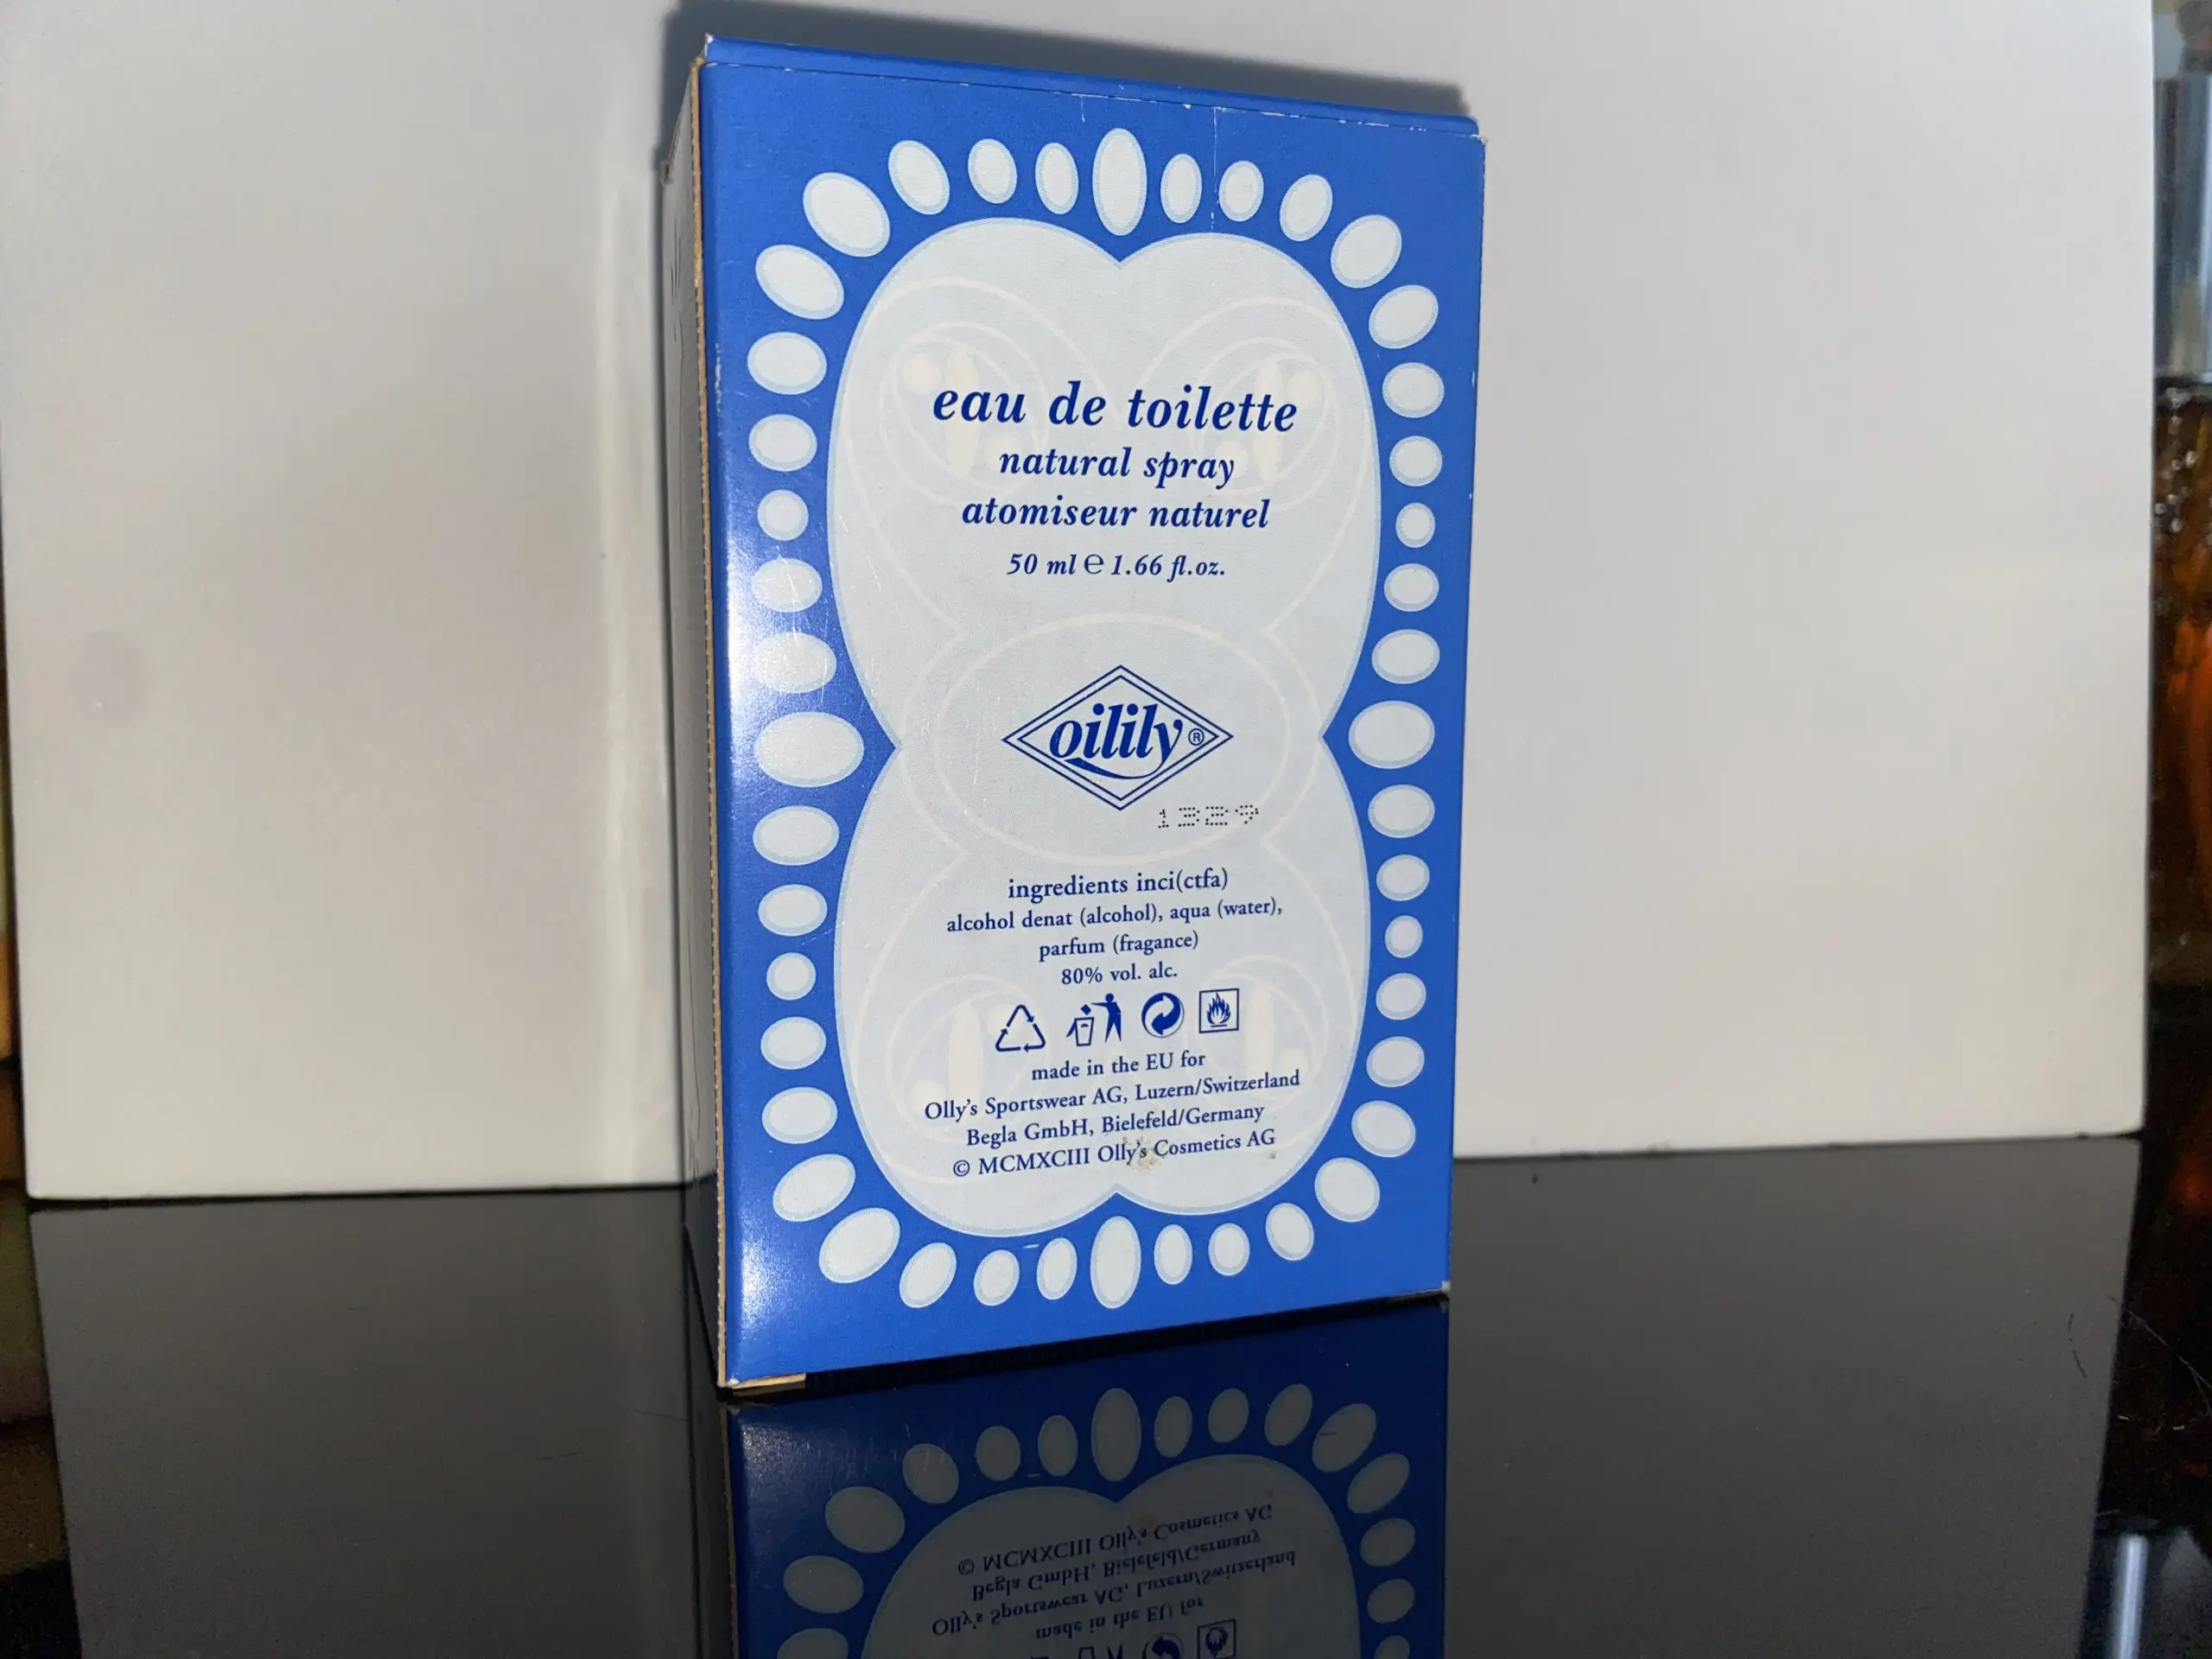 eau de toilette
natural spray
atomiseur naturel
50 ml ℮ 1.66 fl.oz.
oilily®
1329
ingredients inci(ctfa)
alcohol denat (alcohol), aqua (water),
parfum (fragance)
80% vol. alc.
made in the EU for
Olly's Sportswear AG, Luzern/Switzerland
Begla GmbH, Bielefeld/Germany
© MCMXCIII Olly's Cosmetics AG